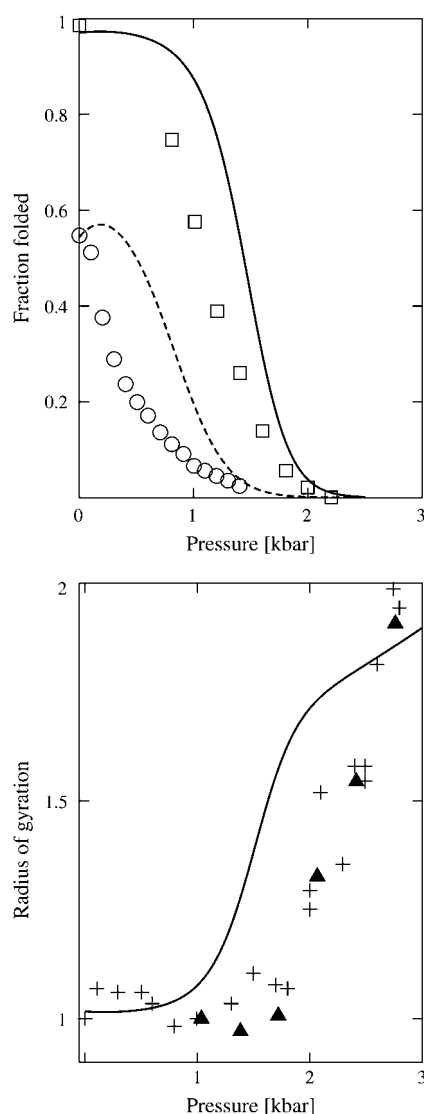 1
0.8
0.6
0.4
0.2
0 1 2 3
Fraction folded
Pressure [kbar]
2
1.5
1
0 1 2 3
Radius of gyration
Pressure [kbar]